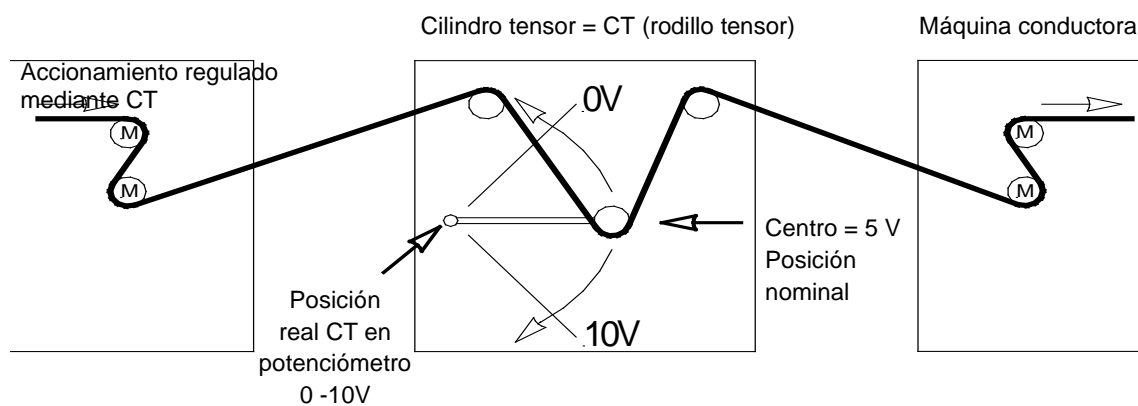 Cilindro tensor = CT (rodillo tensor)
Máquina conductora
Accionamiento regulado
mediante CT
M
M
0V
10V
Centro = 5 V
Posición
nominal
Posición
real CT en
potenciómetro
0 -10V
M
M